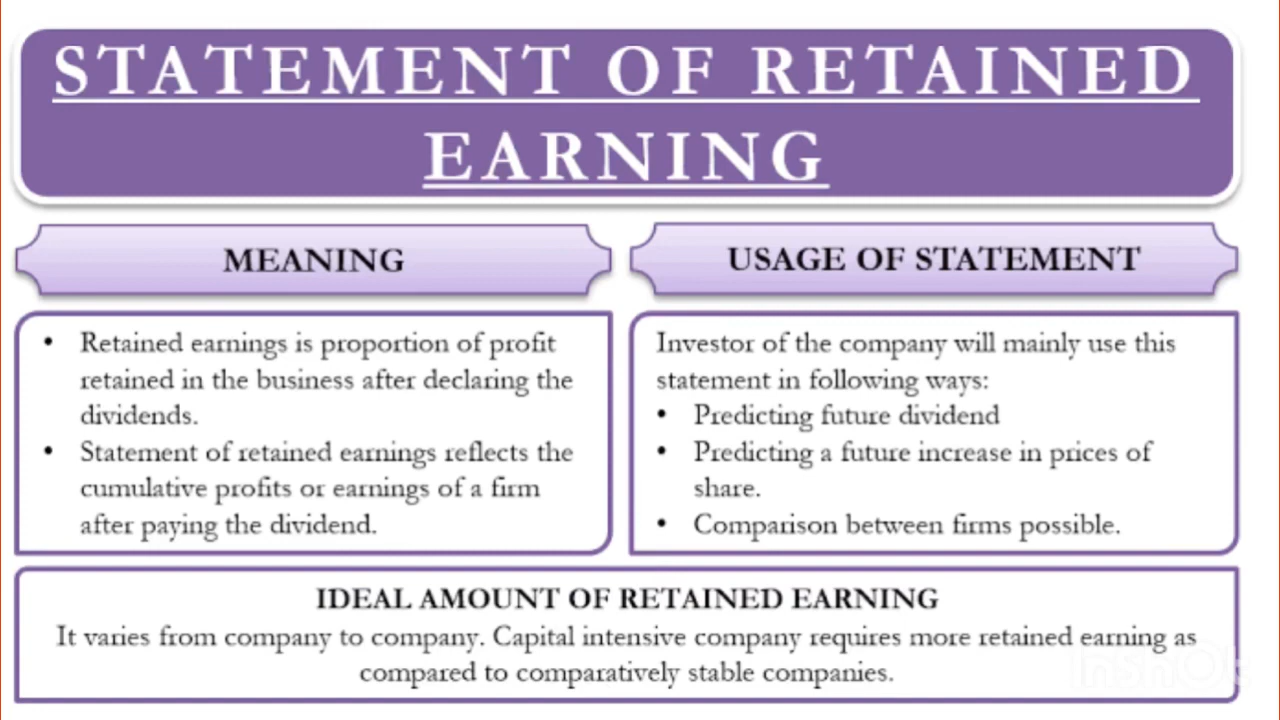 STATEMENT OF RETAINED
EARNING
MEANING
• Retained earnings is proportion of profit
retained in the business after declaring the
dividends.
• Statement of retained earnings reflects the
cumulative profits or earnings of a firm
after paying the dividend.
USAGE OF STATEMENT
Investor of the company will mainly use this
statement in following ways:
• Predicting future dividend
• Predicting a future increase in prices of
share.
• Comparison between firms possible.
IDEAL AMOUNT OF RETAINED EARNING
It varies from company to company. Capital intensive company requires more retained earning as
compared to comparatively stable companies.
InShOt